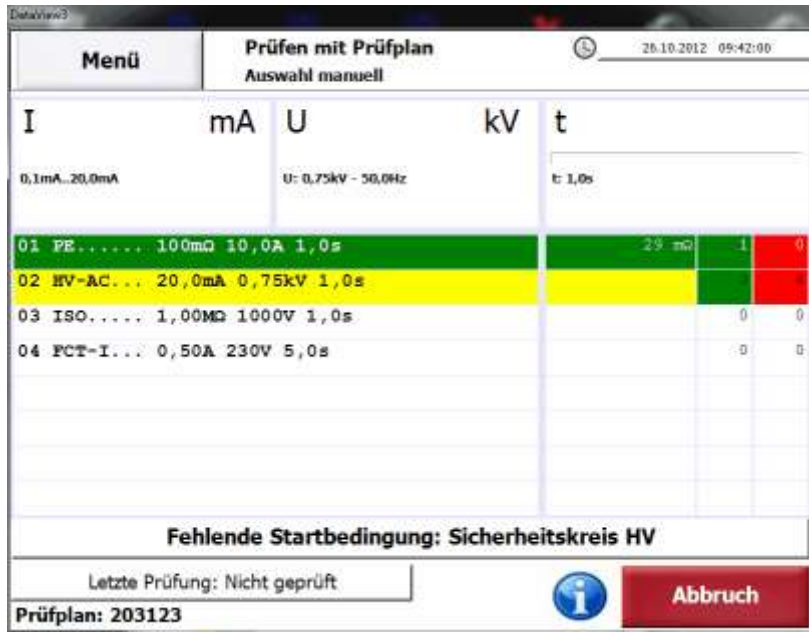 DataView3
Menü
Prüfen mit Prüfplan
Auswahl manuell
26.10.2012 09:42:00
I mA U kV t
0,1mA..20,0mA U: 0,75kV - 50,0Hz t: 1,0s
01 PE...... 100mΩ 10,0A 1,0s 29 mΩ 1 0
02 HV-AC... 20,0mA 0,75kV 1,0s
03 ISO..... 1,00MΩ 1000V 1,0s 0 0
04 FCT-I... 0,50A 230V 5,0s 0 0
Fehlende Startbedingung: Sicherheitskreis HV
Letzte Prüfung: Nicht geprüft
Abbruch
Prüfplan: 203123